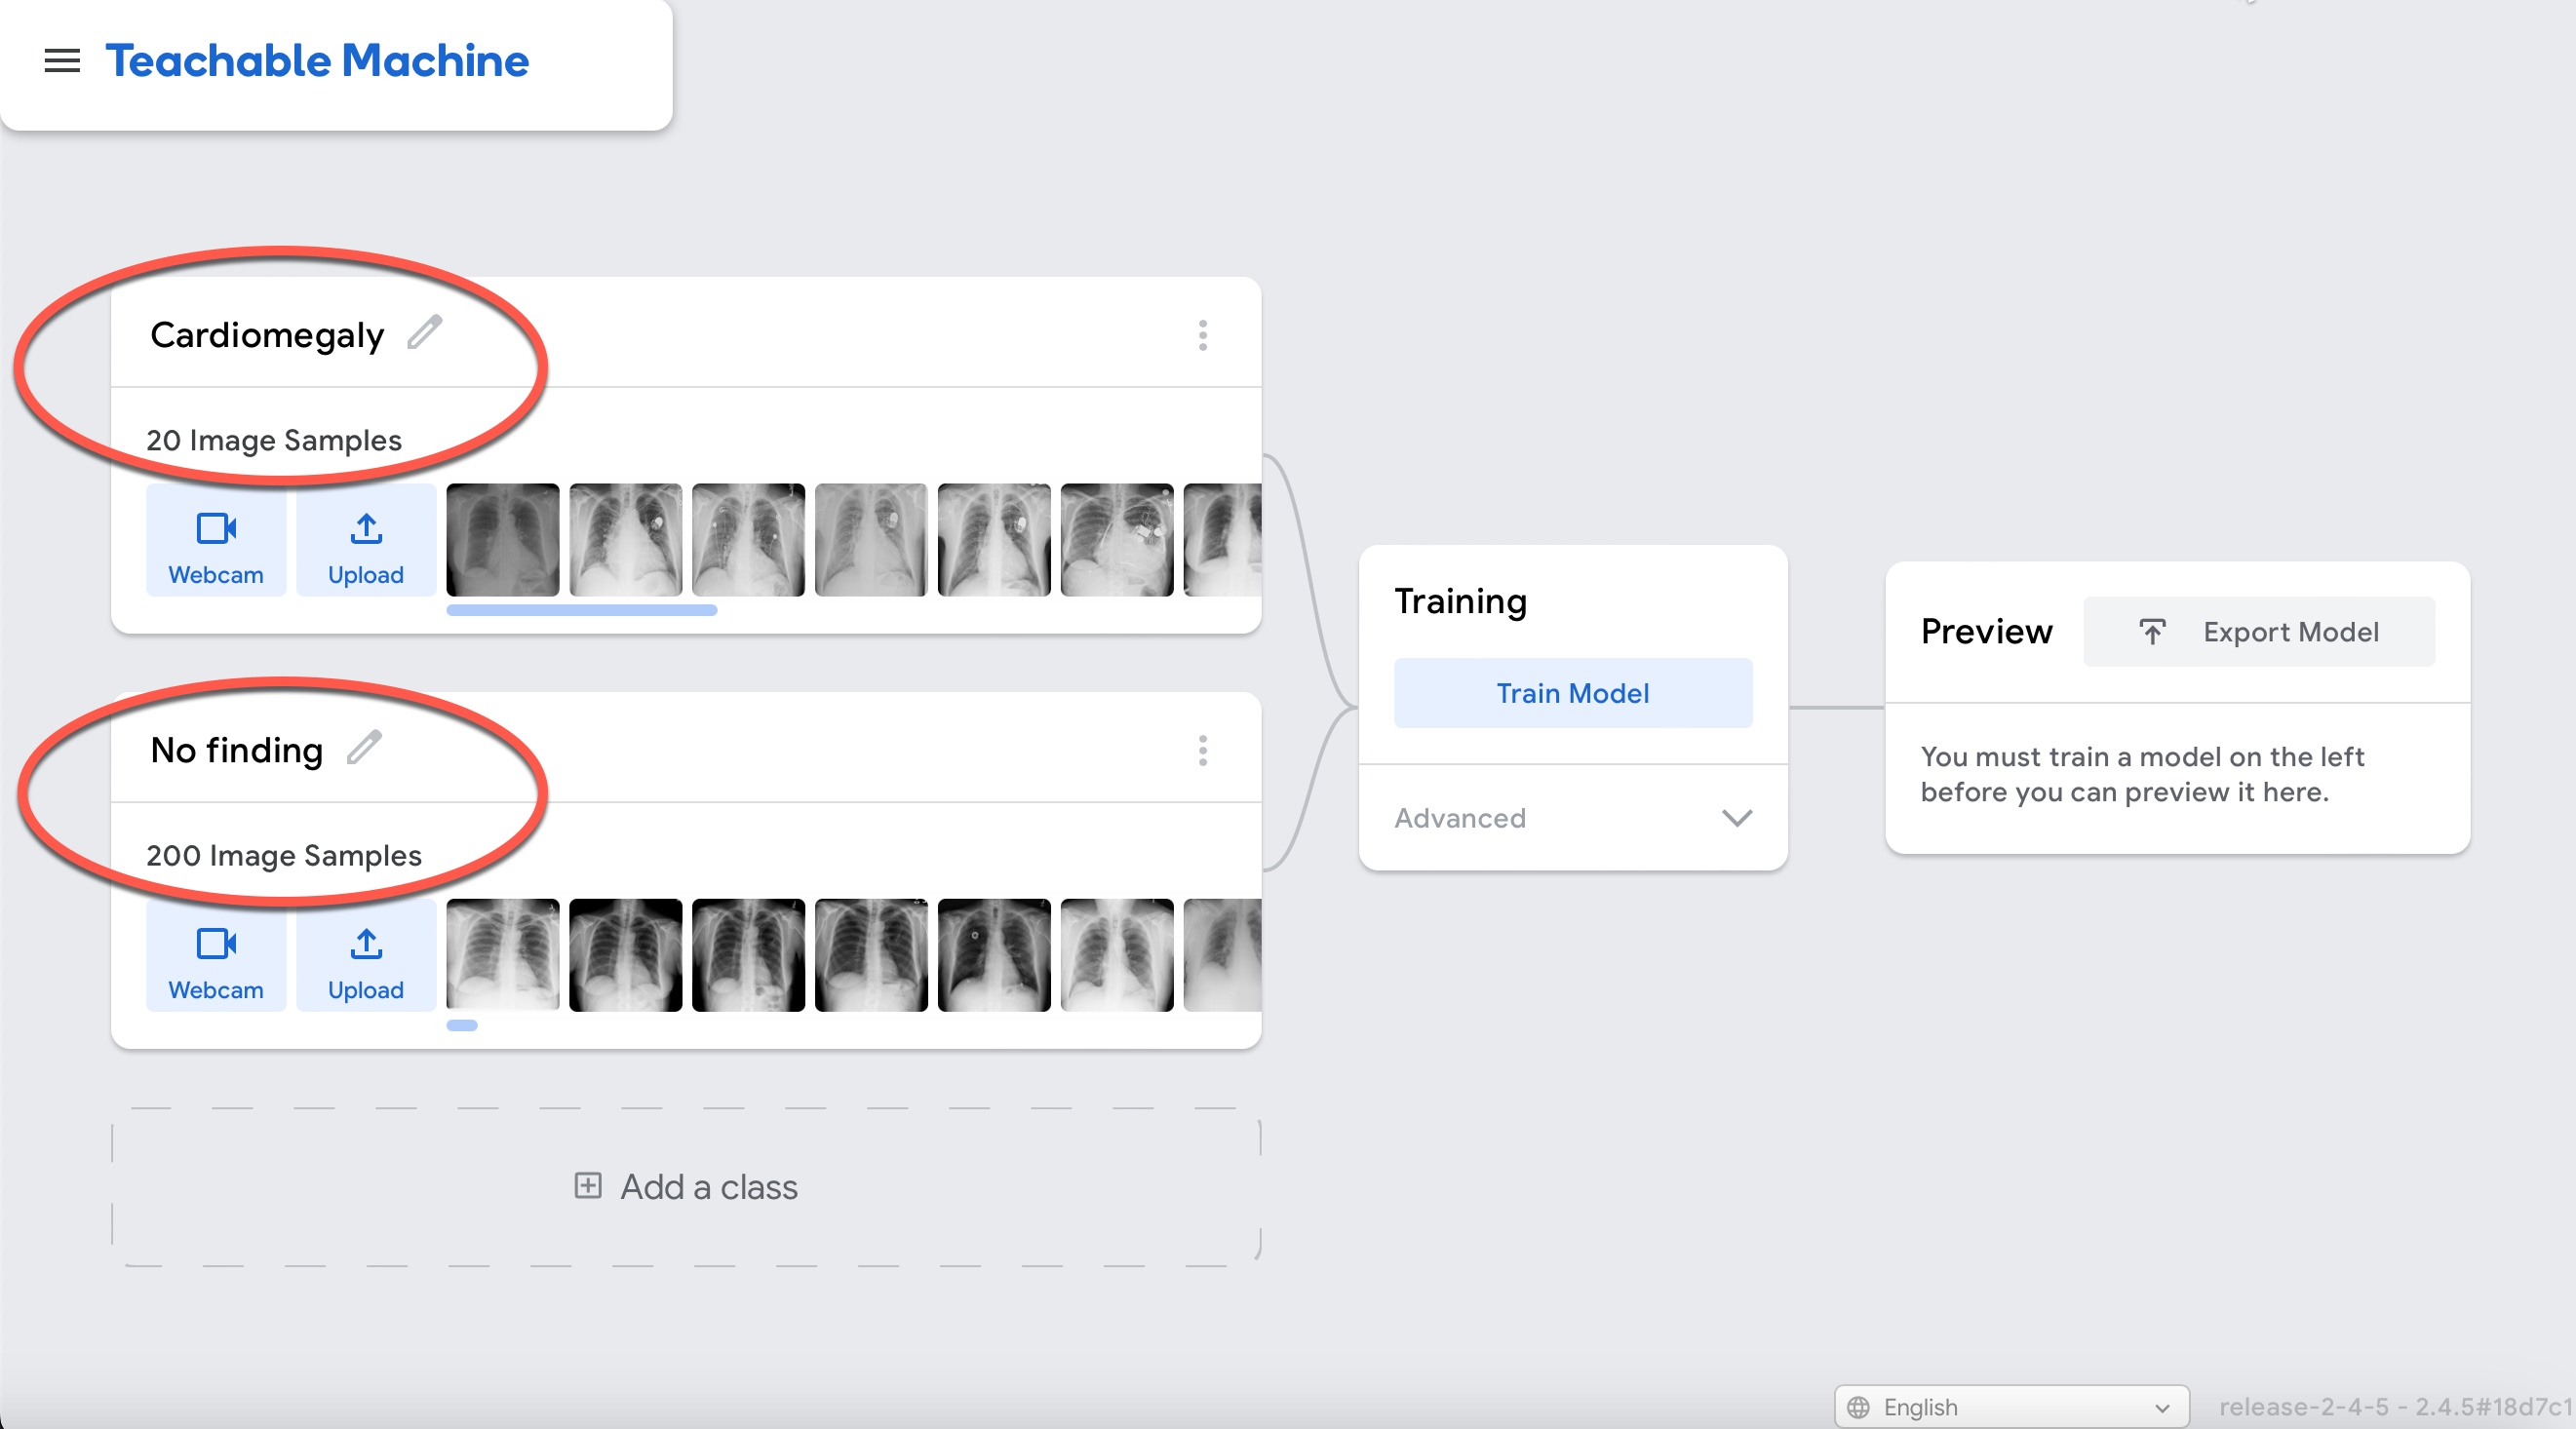 Teachable Machine
Cardiomegaly
20 Image Samples
Webcam
Upload
No finding
200 Image Samples
Webcam
Upload
Add a class
Training
Train Model
Advanced
Preview
Export Model
You must train a model on the left
before you can preview it here.
English
release-2-4-5 - 2.4.5#18d7c1